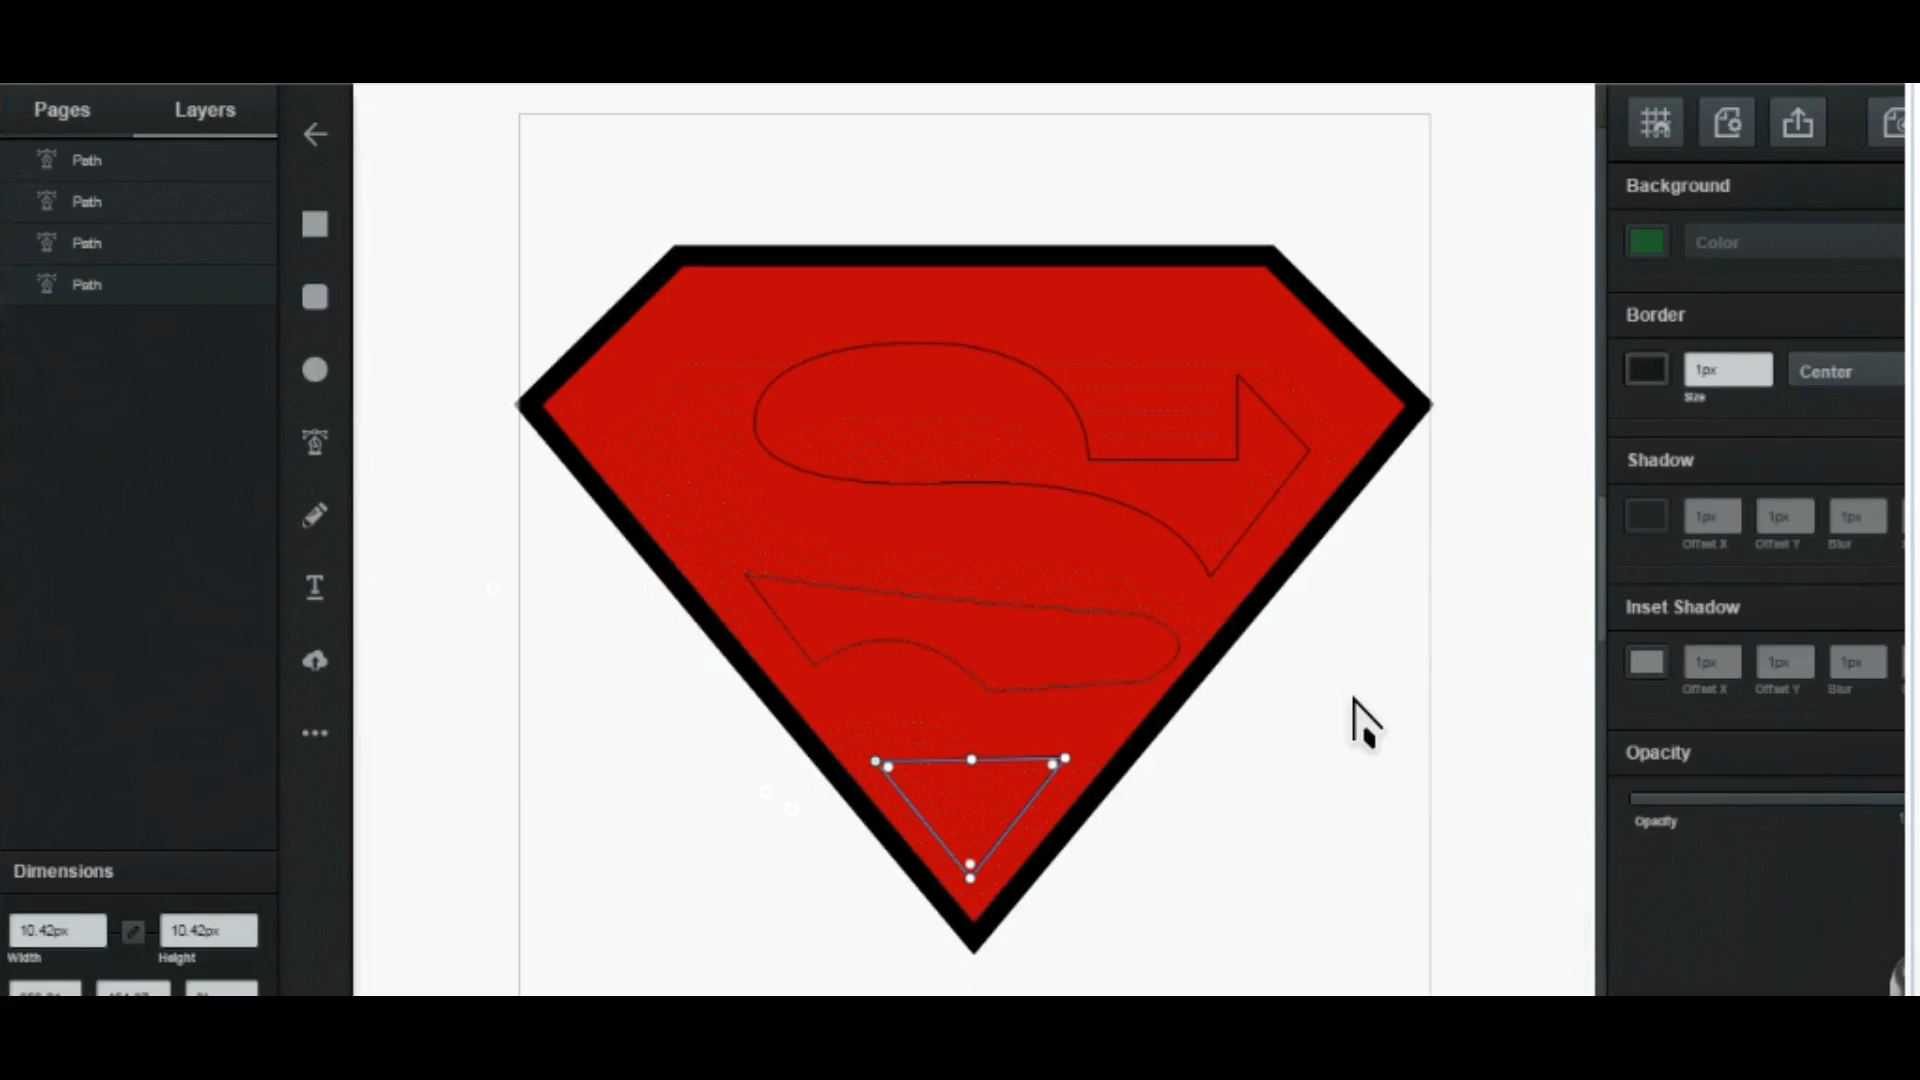 Pages Layers
Path
Path
Path
Path
Dimensions
10.42px 10.42px
Width Height
Background
Color
Border
1px Center
Size
Shadow
1px 1px 1px
Offset X Offset Y Blur
Inset Shadow
1px 1px 1px
Offset X Offset Y Blur
Opacity
Opacity